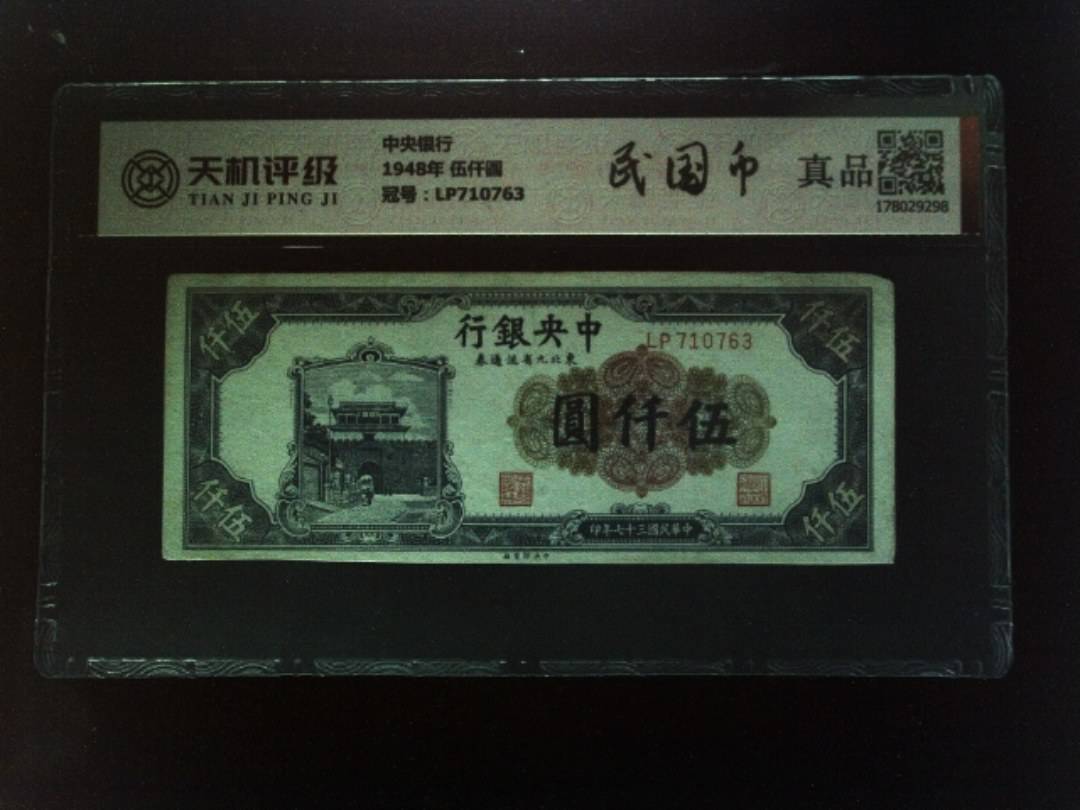 天机评级
TIAN JI PING JI
中央银行
1948年 伍仟圆
冠号：LP710763
民国币
真品
178029298
仟伍
仟伍
行銀央中
LP 710763
券通流省九北東
圓仟伍
仟伍
仟伍
印年七十三國民華中